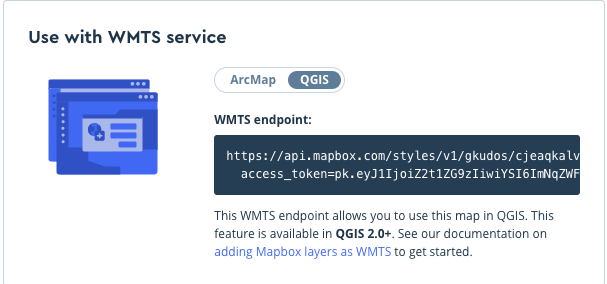 Use with WMTS service
ArcMap QGIS
WMTS endpoint:
https://api.mapbox.com/styles/v1/gkudos/cjeaqkalv
access_token=pk.eyJ1IjoiZ2t1ZG9zIiwiYSI6ImNqZWF
This WMTS endpoint allows you to use this map in QGIS. This
feature is available in QGIS 2.0+. See our documentation on
adding Mapbox layers as WMTS to get started.